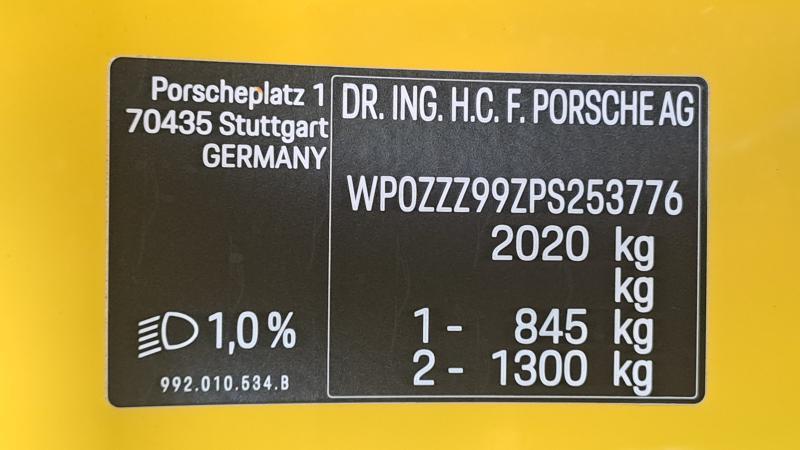 Porscheplatz 1
70435 Stuttgart
GERMANY
DR. ING. H.C. F. PORSCHE AG
WP0ZZZ99ZPS253776
2020 kg
kg
1 - 845 kg
2 - 1300 kg
1,0 %
992.010.534.B